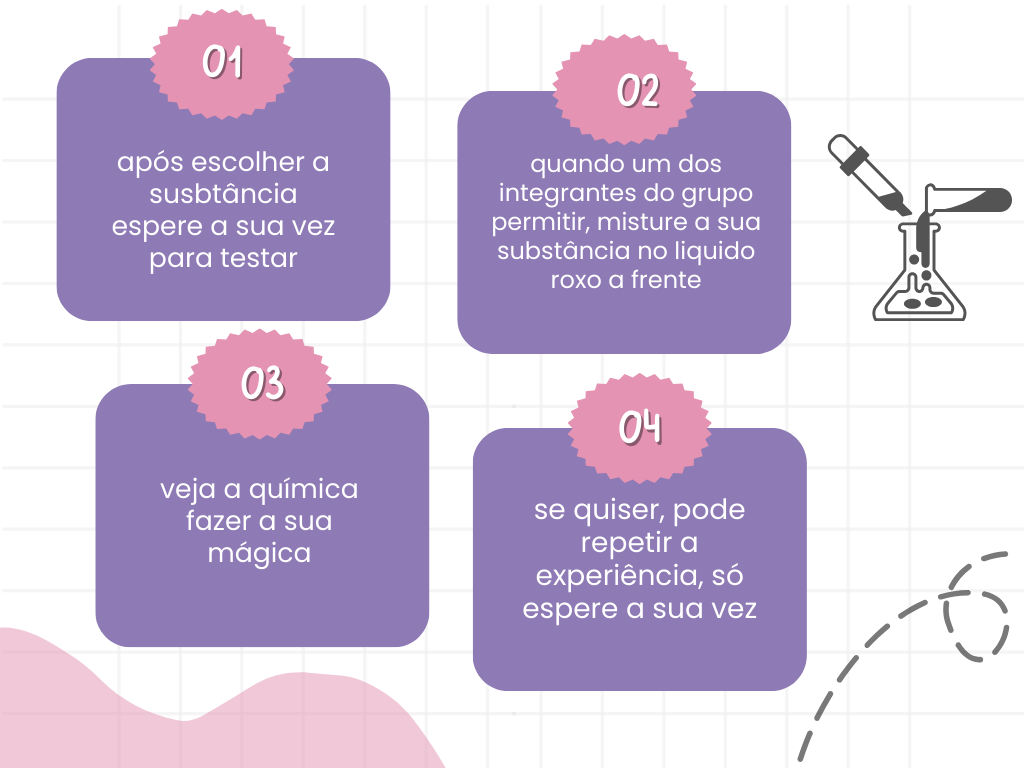 01
após escolher a
susbtância
espere a sua vez
para testar
02
quando um dos
integrantes do grupo
permitir, misture a sua
substância no liquido
roxo a frente
03
veja a química
fazer a sua
mágica
04
se quiser, pode
repetir a
experiência, só
espere a sua vez